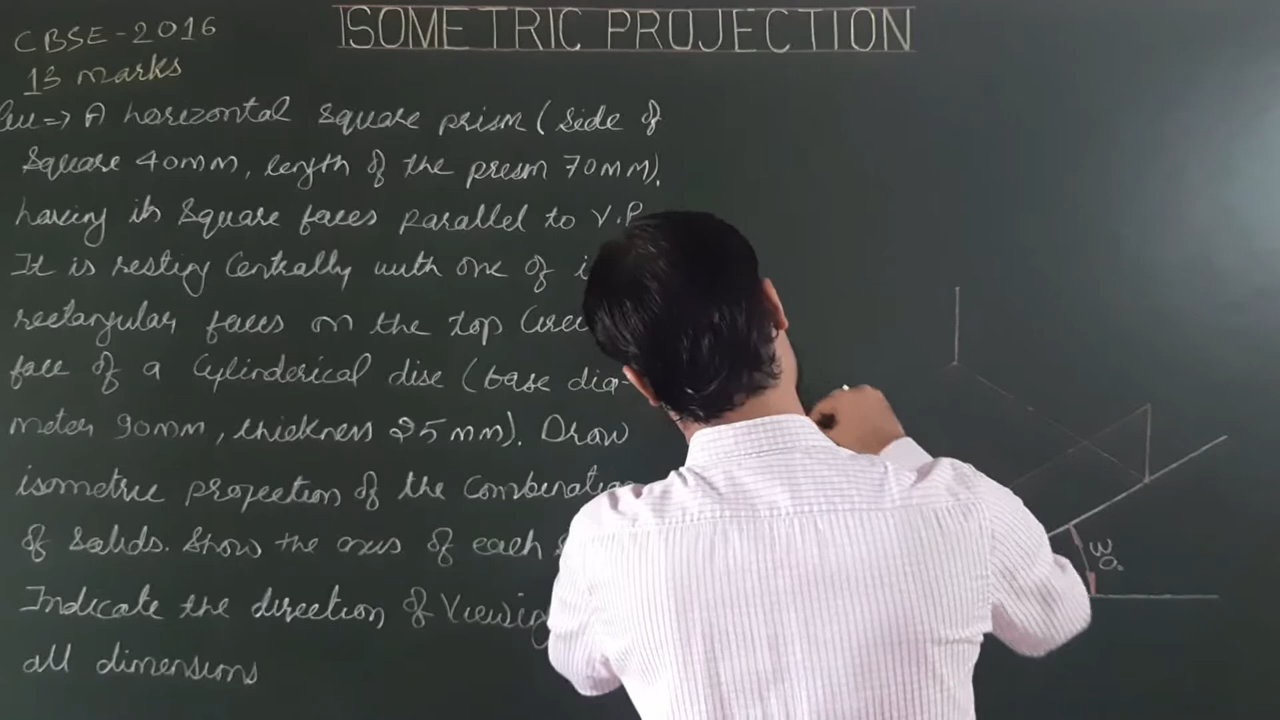 ISOMETRIC PROJECTION
CBSE-2016
13 marks
Que=> A horizontal square prism (side of
square 40mm, length of the prism 70MM),
having its square faces parallel to V.P
It is resting Centrally with one of
rectangular faces on the top
face of a Cylinderical disc (base dia-
meter 90mm, thickness 25mm). Draw
isometric projection of the Combination
of Solids. Show the axis of each
Indicate the direction of Viewing
all dimensions
30°